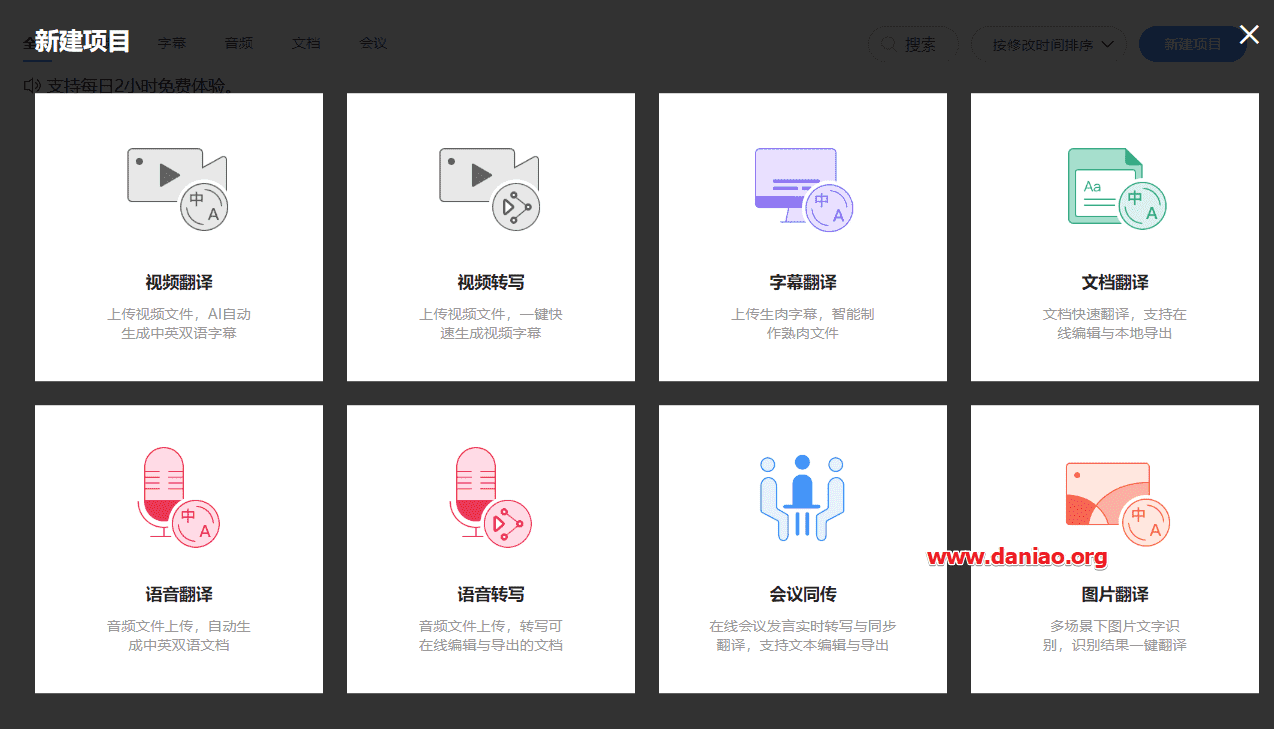 新建项目
全
字幕
音频
文档
会议
搜索
按修改时间排序
新建项目
支持每日2小时免费体验。
中
A
中
A
Aa
中
A
视频翻译
视频转写
字幕翻译
文档翻译
上传视频文件，AI自动
生成中英双语字幕
上传视频文件，一键快
速生成视频字幕
上传生肉字幕，智能制
作熟肉文件
文档快速翻译，支持在
线编辑与本地导出
中
A
中
A
www.daniao.org
语音翻译
语音转写
会议同传
图片翻译
音频文件上传，自动生
成中英双语文档
音频文件上传，转写可
在线编辑与导出的文档
在线会议发言实时转写与同步
翻译，支持文本编辑与导出
多场景下图片文字识
别，识别结果一键翻译